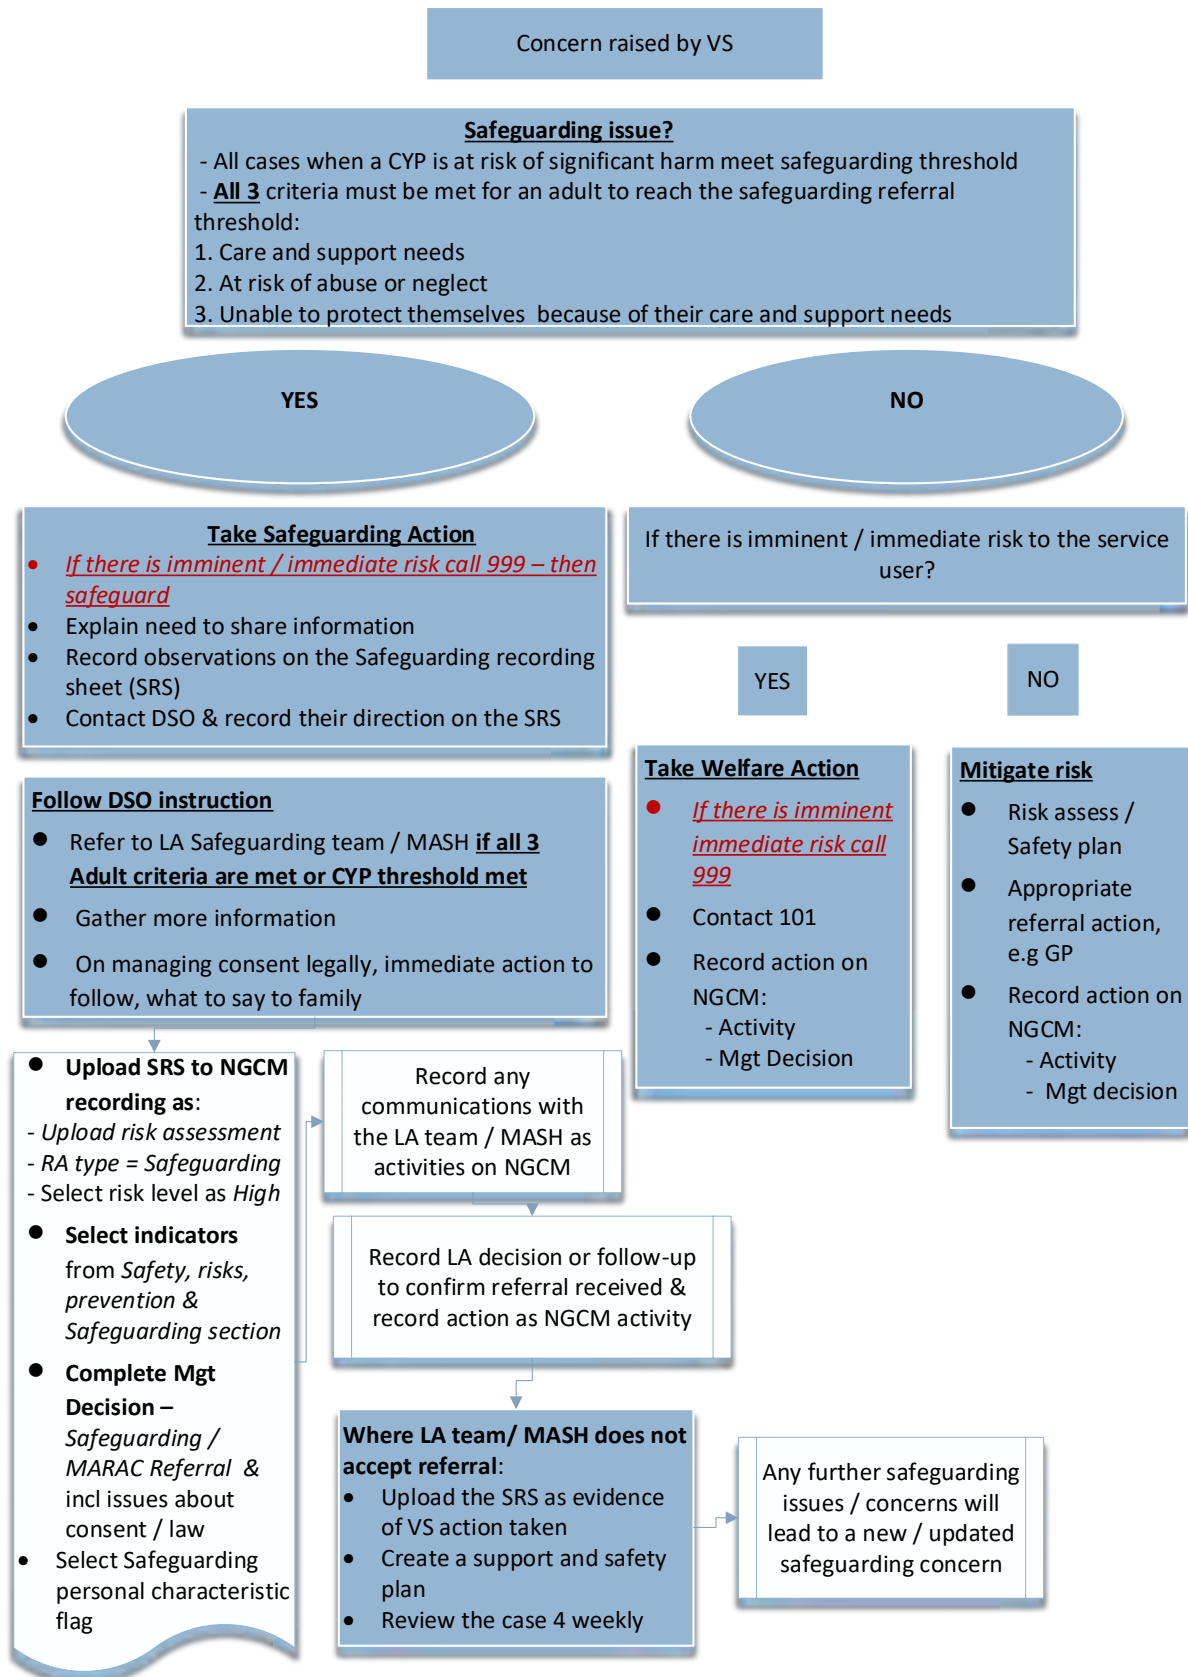 Concern raised by VS
Safeguarding issue?
- All cases when a CYP is at risk of significant harm meet safeguarding threshold
- All 3 criteria must be met for an adult to reach the safeguarding referral
threshold:
1. Care and support needs
2. At risk of abuse or neglect
3. Unable to protect themselves  because of their care and support needs
YES
NO
Take Safeguarding Action
• If there is imminent / immediate risk call 999 – then
safeguard
• Explain need to share information
• Record observations on the Safeguarding recording
sheet (SRS)
• Contact DSO & record their direction on the SRS
If there is imminent / immediate risk to the service
user?
YES
NO
Follow DSO instruction
● Refer to LA Safeguarding team / MASH if all 3
Adult criteria are met or CYP threshold met
● Gather more information
● On managing consent legally, immediate action to
follow, what to say to family
Take Welfare Action
● If there is imminent
immediate risk call
999
● Contact 101
● Record action on
NGCM:
- Activity
- Mgt Decision
Mitigate risk
● Risk assess /
Safety plan
● Appropriate
referral action,
e.g GP
● Record action on
NGCM:
- Activity
- Mgt decision
● Upload SRS to NGCM
recording as:
- Upload risk assessment
- RA type = Safeguarding
- Select risk level as High
● Select indicators
from Safety, risks,
prevention &
Safeguarding section
● Complete Mgt
Decision –
Safeguarding /
MARAC Referral  &
incl issues about
consent / law
• Select Safeguarding
personal characteristic
flag
Record any
communications with
the LA team / MASH as
activities on NGCM
Record LA decision or follow-up
to confirm referral received &
record action as NGCM activity
Where LA team/ MASH does not
accept referral:
• Upload the SRS as evidence
of VS action taken
• Create a support and safety
plan
• Review the case 4 weekly
Any further safeguarding
issues / concerns will
lead to a new / updated
safeguarding concern